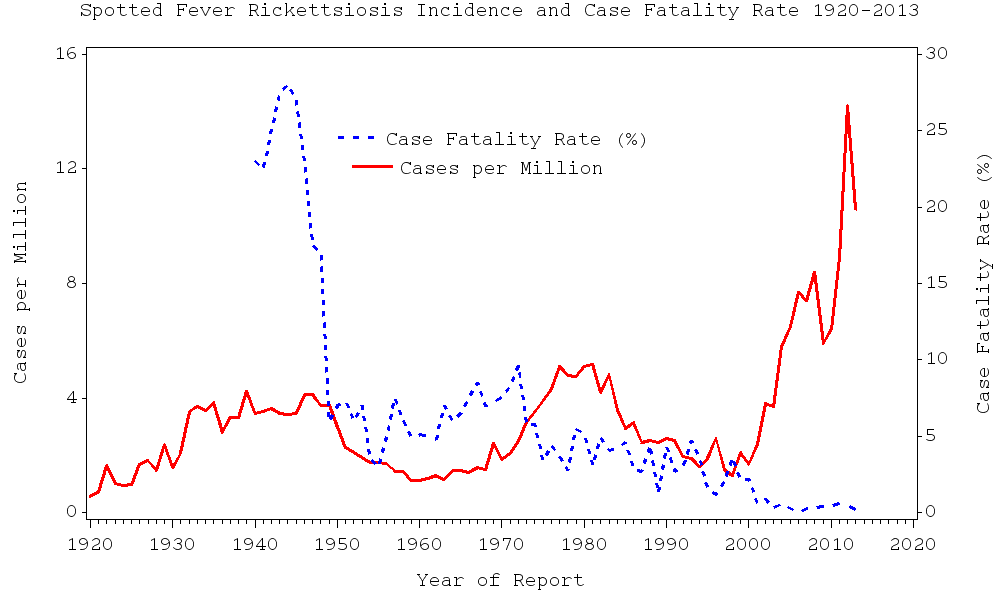 Spotted Fever Rickettsiosis Incidence and Case Fatality Rate 1920-2013
16
12
8
4
0
Cases per Million
Case Fatality Rate (%)
Cases per Million
30
25
20
15
10
5
0
Case Fatality Rate (%)
1920 1930 1940 1950 1960 1970 1980 1990 2000 2010 2020
Year of Report